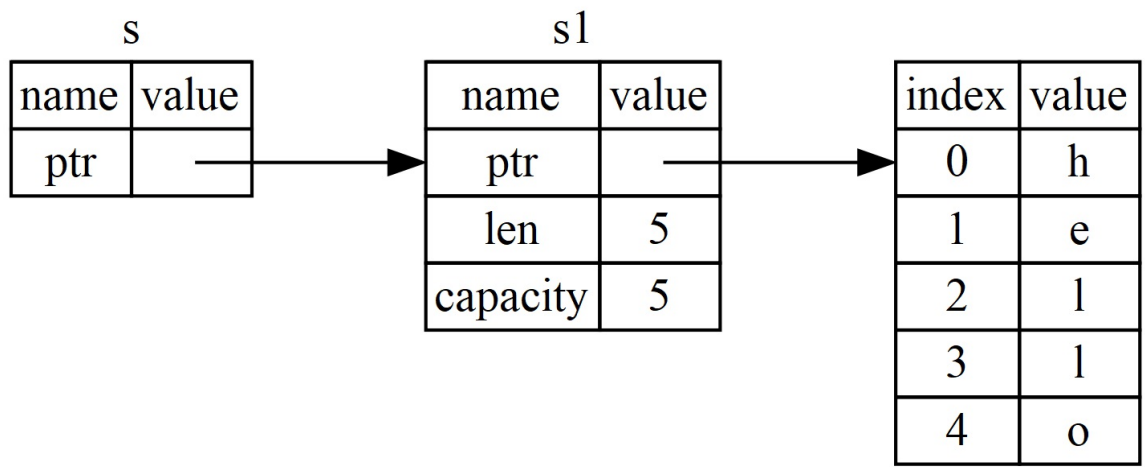 s
name value
ptr
s1
name value
ptr
len 5
capacity 5
index value
0 h
1 e
2 l
3 l
4 o